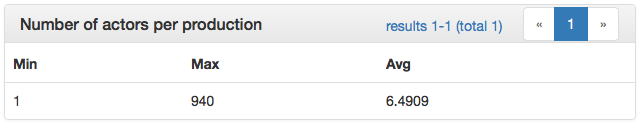 Number of actors per production results 1-1 (total 1) « 1 »
Min Max Avg
1 940 6.4909